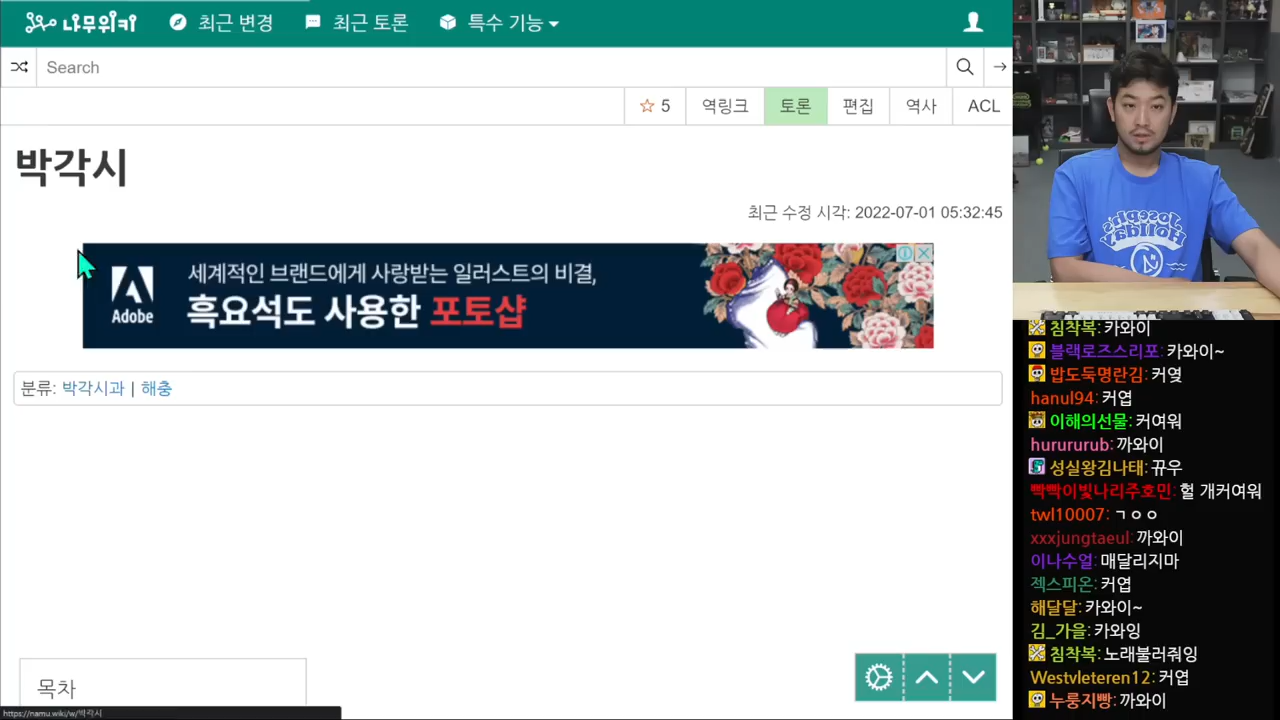 나무위키
최근 변경
최근 토론
특수 기능
Search
5
역링크
토론
편집
역사
ACL
박각시
최근 수정 시각: 2022-07-01 05:32:45
Adobe
세계적인 브랜드에게 사랑받는 일러스트의 비결,
흑요석도 사용한 포토샵
분류: 박각시과 | 해충
목차
https://namu.wiki/w/박각시
침착복: 카와이
블랙로즈스리포: 카와이~
밥도둑명란김: 커엿
hanul94: 커엽
이해의선물: 커여워
hurururub: 까와이
성실왕김나태: 뀨우
빡빡이빛나리주호민: 헐 개커여워
twl10007: ㄱㅇㅇ
xxxjungtaeul: 까와이
이나수얼: 매달리지마
젝스피온: 커엽
해달달: 카와이~
김_가을: 카와잉
침착복: 노래불러줘잉
Westvleteren12: 커엽
누룽지빵: 까와이